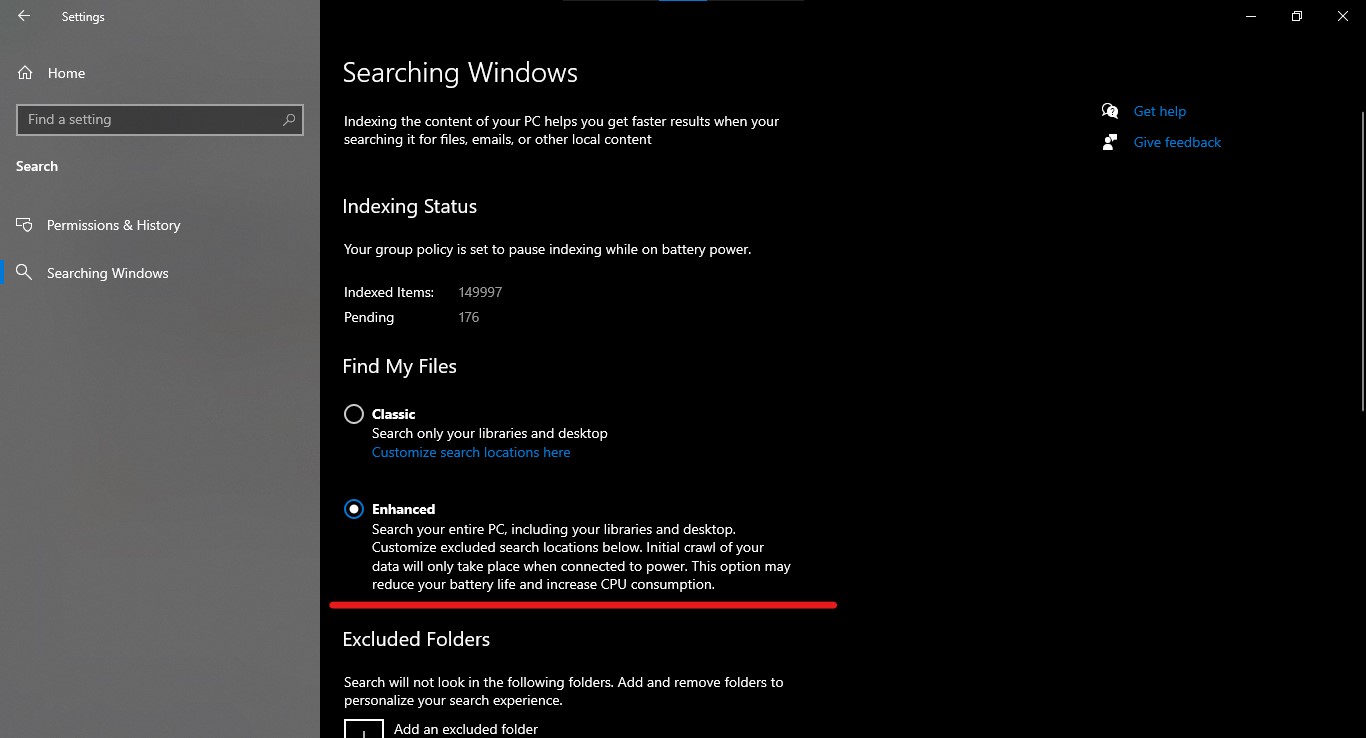 Settings
Home
Find a setting
Search
Permissions & History
Searching Windows
Searching Windows
Indexing the content of your PC helps you get faster results when your
searching it for files, emails, or other local content
Get help
Give feedback
Indexing Status
Your group policy is set to pause indexing while on battery power.
Indexed Items: 149997
Pending 176
Find My Files
Classic
Search only your libraries and desktop
Customize search locations here
Enhanced
Search your entire PC, including your libraries and desktop.
Customize excluded search locations below. Initial crawl of your
data will only take place when connected to power. This option may
reduce your battery life and increase CPU consumption.
Excluded Folders
Search will not look in the following folders. Add and remove folders to
personalize your search experience.
Add an excluded folder